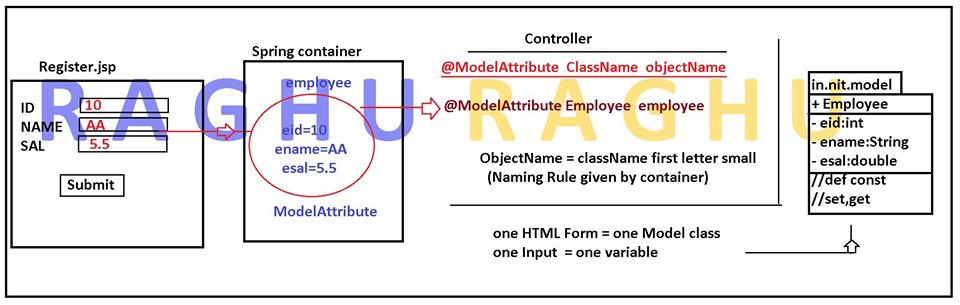 Register.jsp
ID 10
NAME AA
SAL 5.5
Submit
Spring container
employee
eid=10
ename=AA
esal=5.5
ModelAttribute
Controller
@ModelAttribute ClassName objectName
@ModelAttribute Employee employee
ObjectName = className first letter small
(Naming Rule given by container)
one HTML Form = one Model class
one Input = one variable
in.nit.model
+ Employee
- eid:int
- ename:String
- esal:double
//def const
//set,get
RAGHU RAGHU